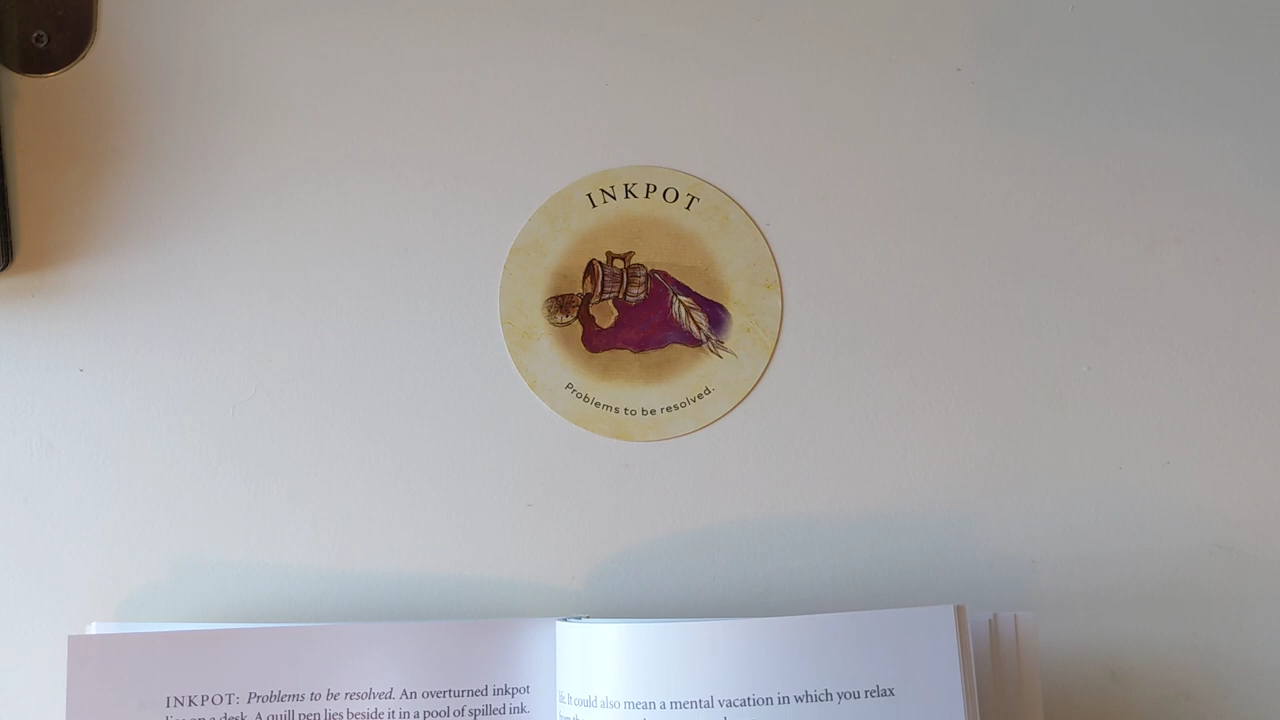 INKPOT
Problems to be resolved.
INKPOT: Problems to be resolved. An overturned inkpot
lies on a desk. A quill pen lies beside it in a pool of spilled ink.
life. It could also mean a mental vacation in which you relax